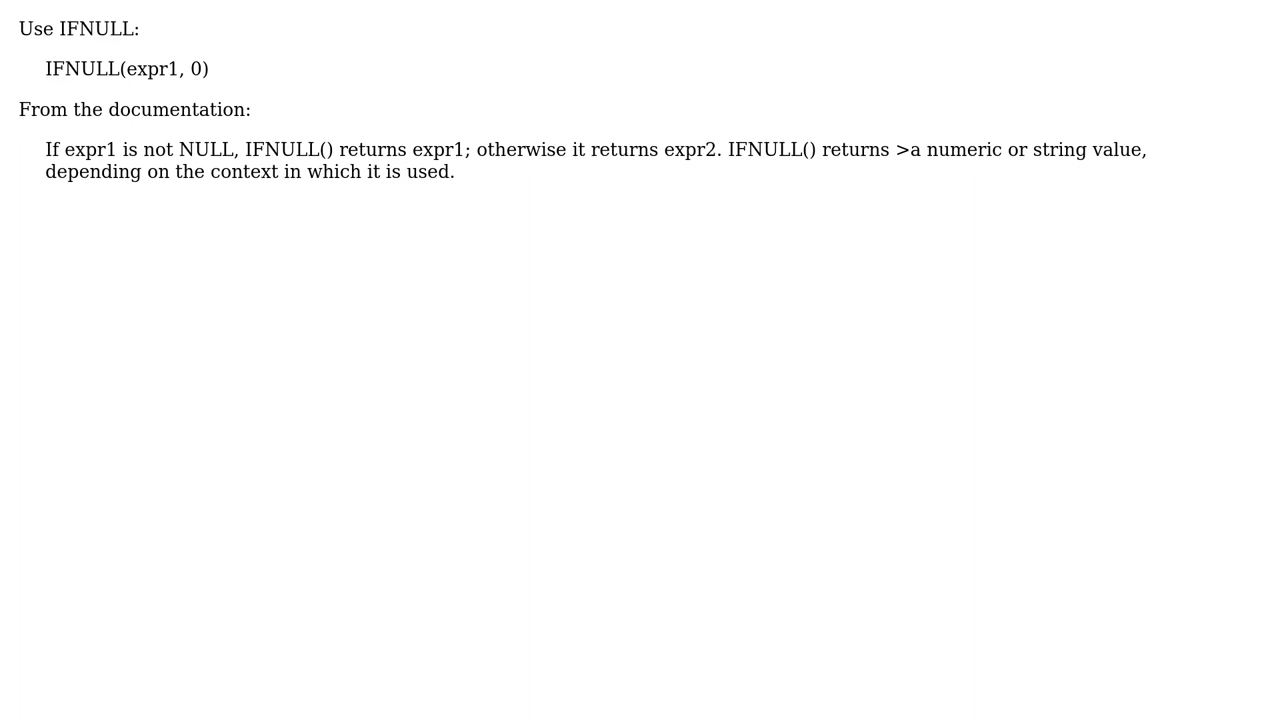 Use IFNULL:
IFNULL(expr1, 0)
From the documentation:
If expr1 is not NULL, IFNULL() returns expr1; otherwise it returns expr2. IFNULL() returns >a numeric or string value,
depending on the context in which it is used.